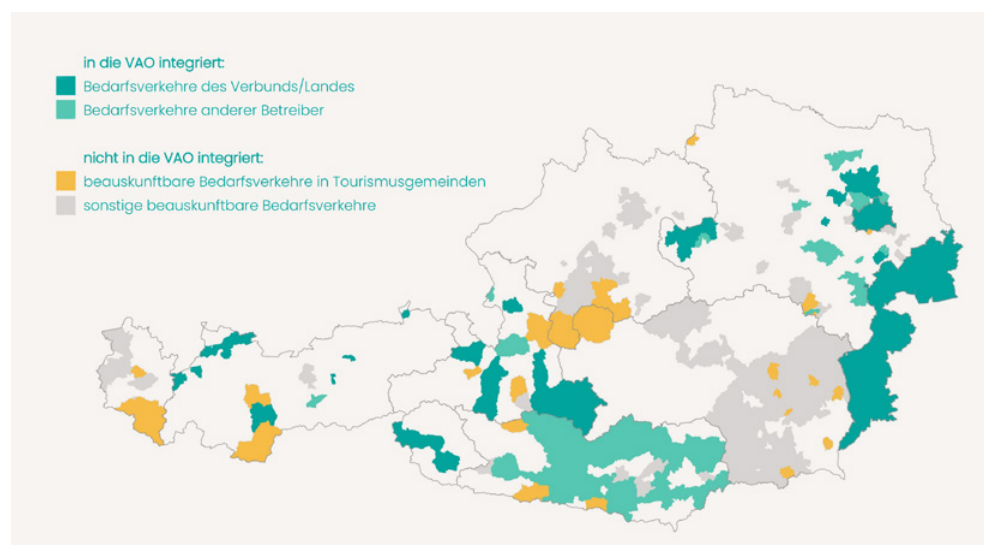 in die VAO integriert:
Bedarfsverkehre des Verbunds/Landes
Bedarfsverkehre anderer Betreiber
nicht in die VAO integriert:
beauskunftbare Bedarfsverkehre in Tourismusgemeinden
sonstige beauskunftbare Bedarfsverkehre